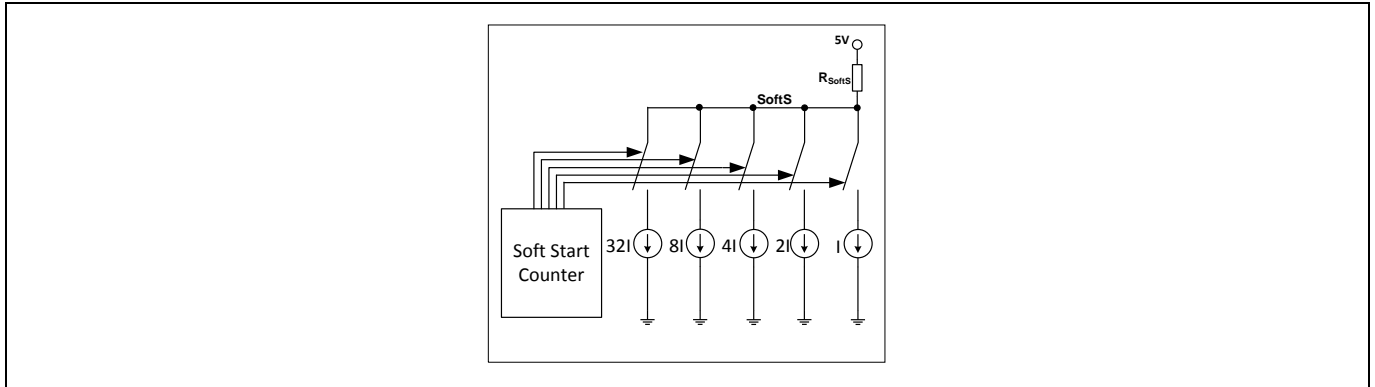 5V
RSoftS
SoftS
32I
8I
4I
2I
I
Soft Start
Counter